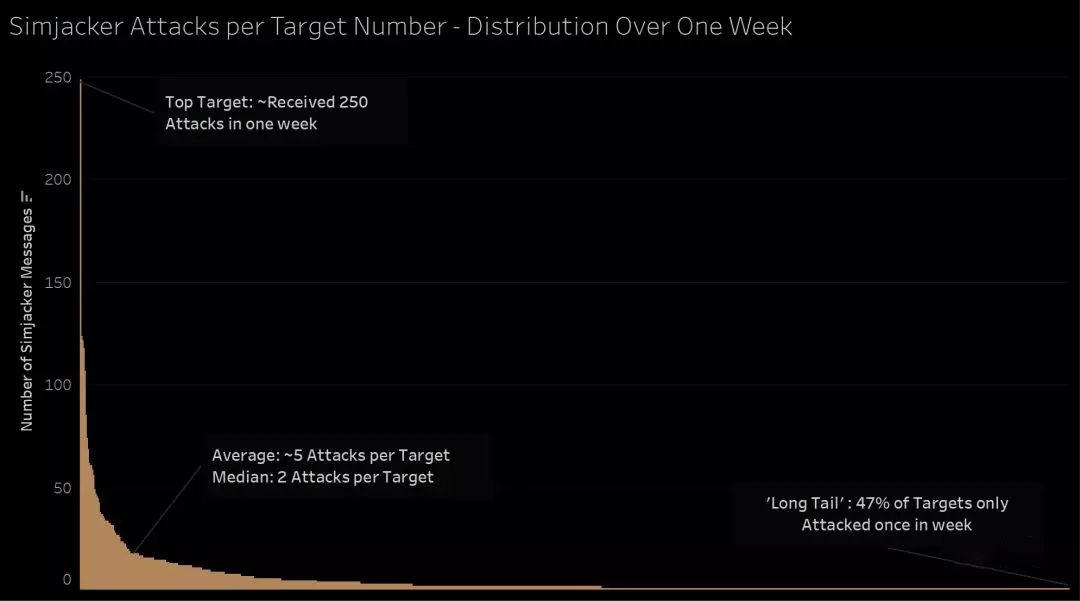 Simjacker Attacks per Target Number - Distribution Over One Week
250
Top Target: ~Received 250
Attacks in one week
200
Number of Simjacker Messages
150
100
50
Average: ~5 Attacks per Target
Median: 2 Attacks per Target
'Long Tail' : 47% of Targets only
Attacked once in week
0